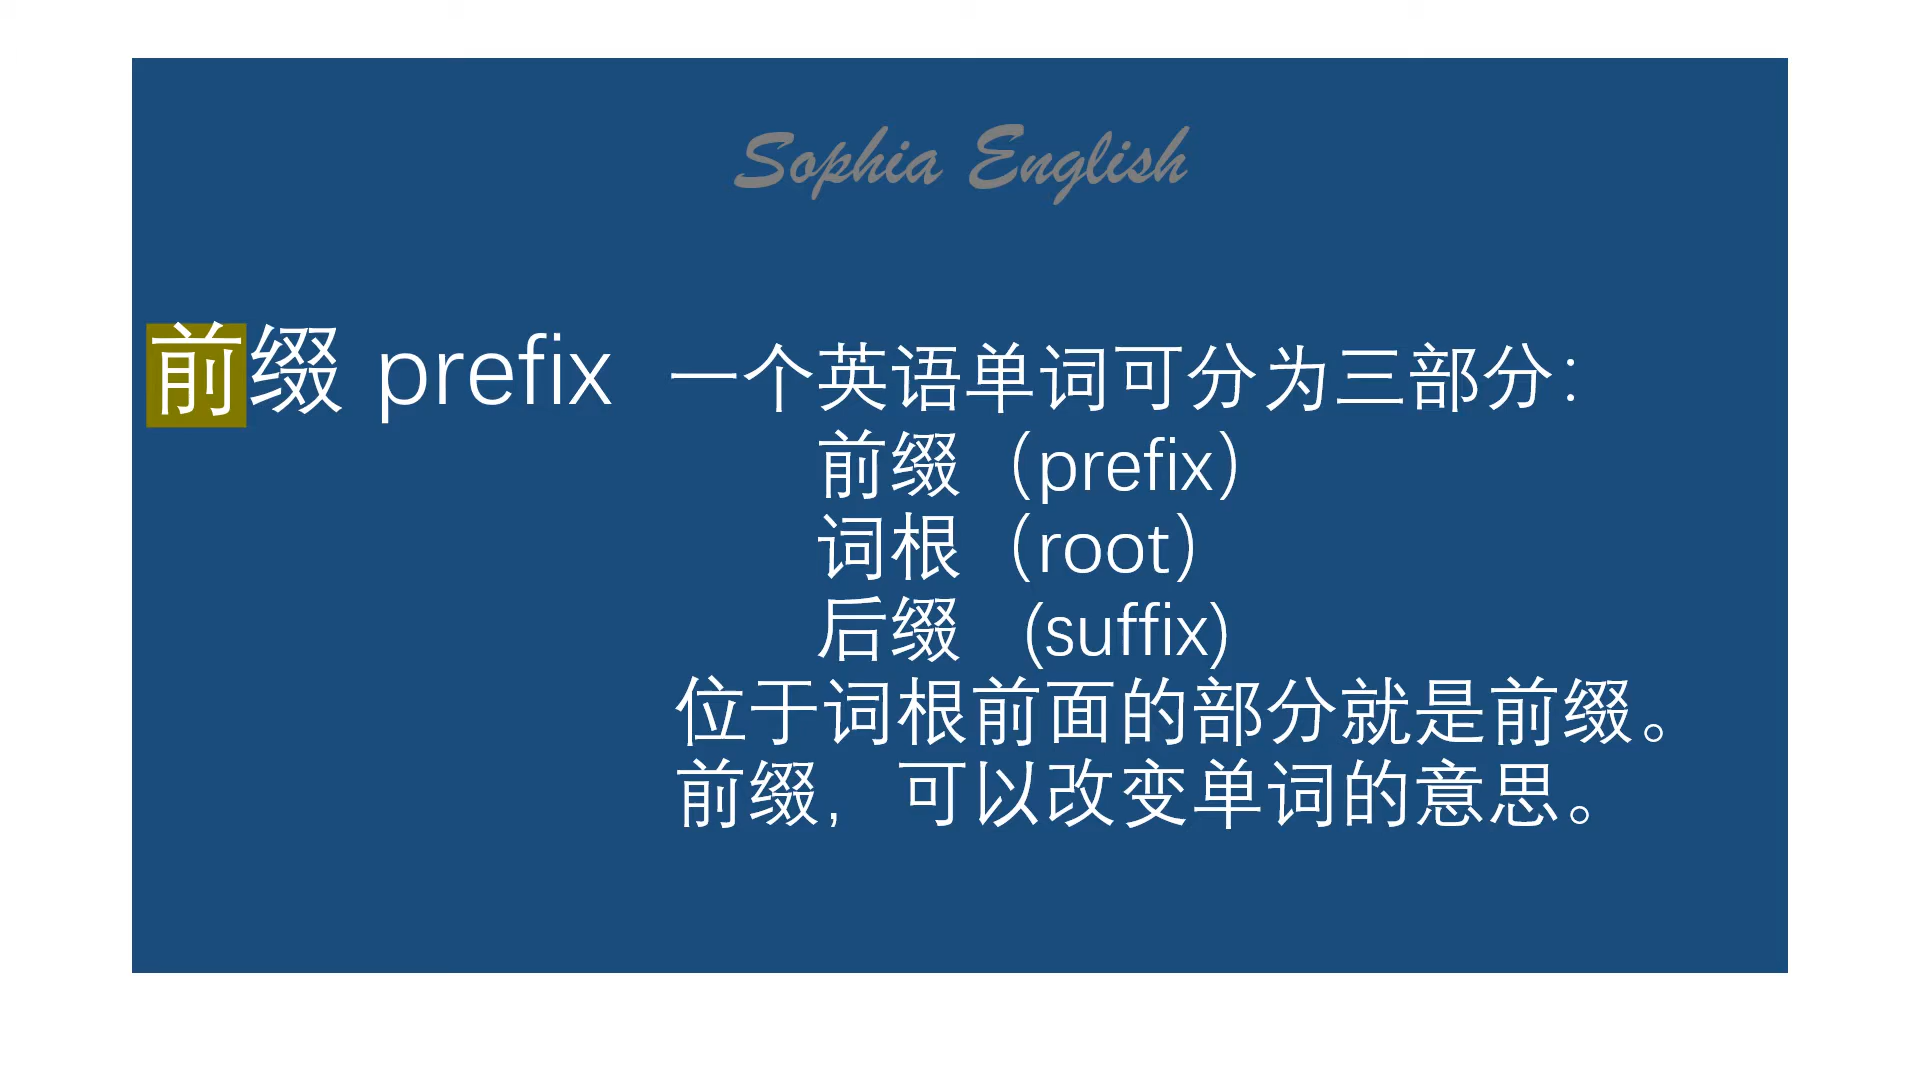 Sophia English
前缀 prefix
一个英语单词可分为三部分：
前缀（prefix）
词根（root）
后缀 (suffix)
位于词根前面的部分就是前缀。
前缀，可以改变单词的意思。